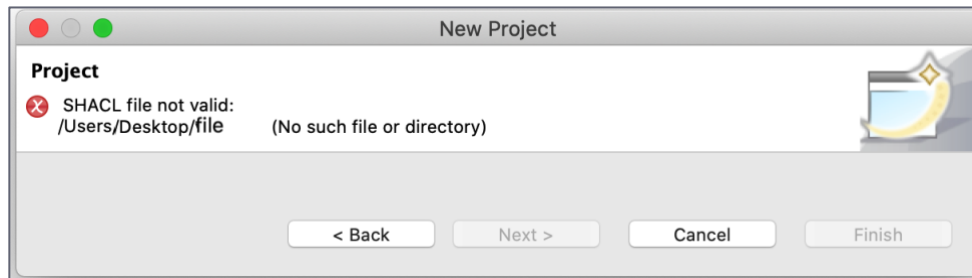 New Project
Project
SHACL file not valid:
/Users/Desktop/file (No such file or directory)
< Back Next > Cancel Finish